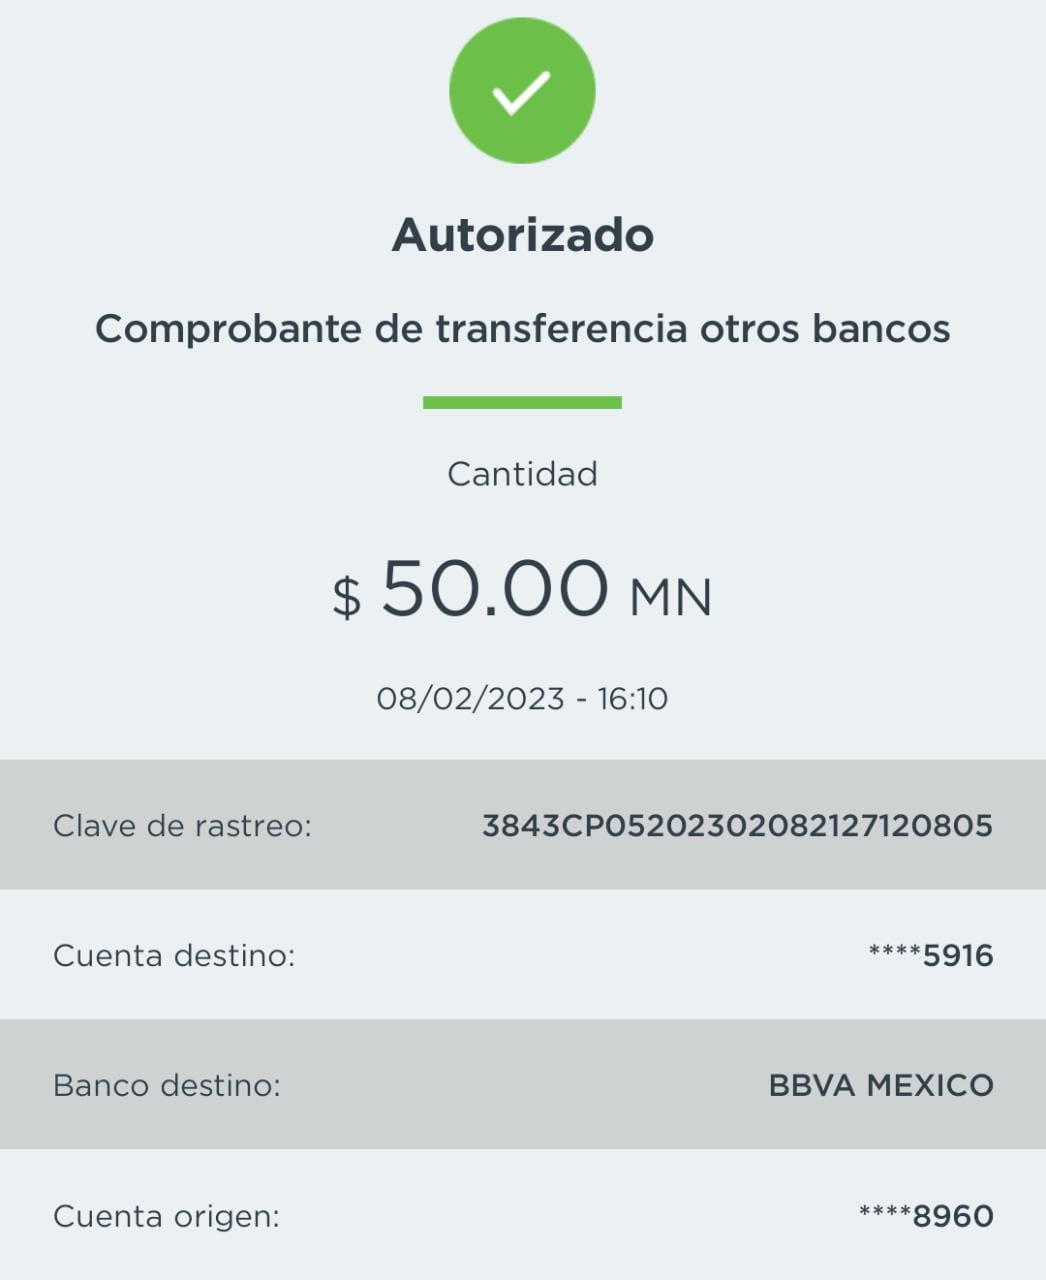 Autorizado
Comprobante de transferencia otros bancos
Cantidad
$ 50.00 MN
08/02/2023 - 16:10
Clave de rastreo: 3843CP05202302082127120805
Cuenta destino: ****5916
Banco destino: BBVA MEXICO
Cuenta origen: ****8960